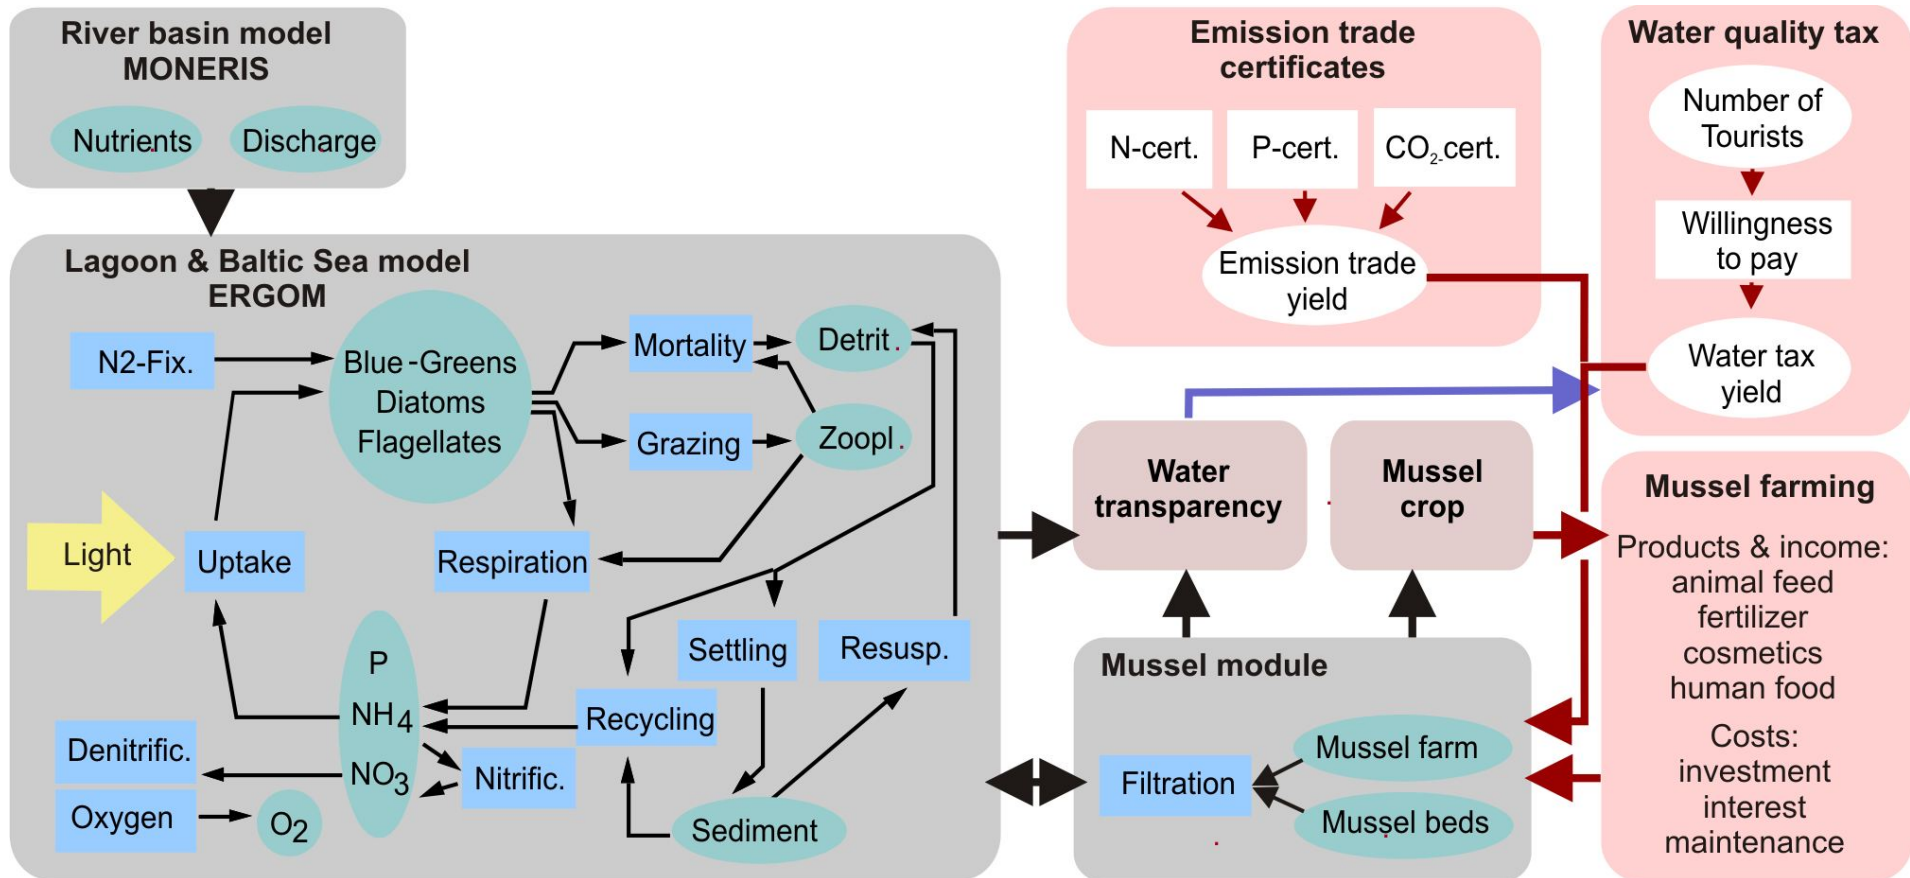 River basin model
MONERIS
Nutrients
Discharge
Lagoon & Baltic Sea model
ERGOM
N2-Fix.
Blue-Greens
Diatoms
Flagellates
Mortality
Detrit.
Grazing
Zoopl.
Light
Uptake
Respiration
P
NH4
NO3
Settling
Resusp.
Recycling
Denitrific.
Nitrific.
Oxygen
O2
Sediment
Emission trade
certificates
N-cert.
P-cert.
CO2-cert.
Emission trade
yield
Water quality tax
Number of
Tourists
Willingness
to pay
Water tax
yield
Water
transparency
Mussel
crop
Mussel farming
Products & income:
animal feed
fertilizer
cosmetics
human food
Costs:
investment
interest
maintenance
Mussel module
Filtration
Mussel farm
Mussel beds